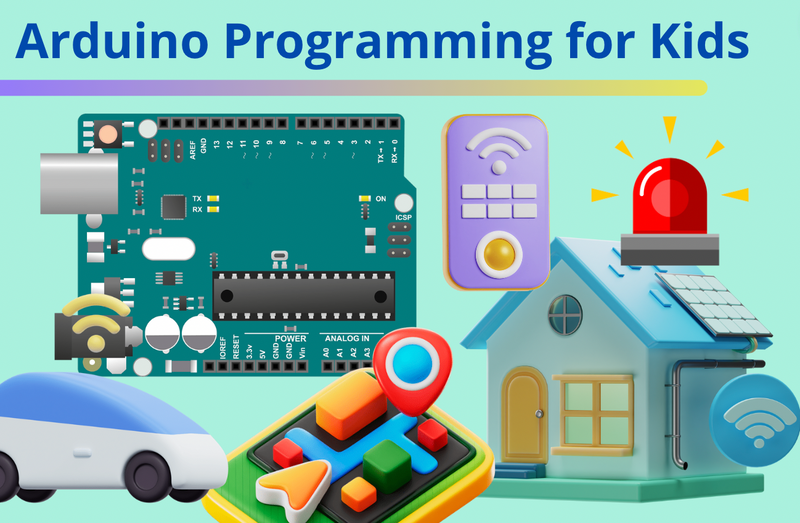 Arduino Programming for Kids
AREF
GND
13
12
~ 11
~ 10
~ 9
8
7
~ 6
~ 5
4
~ 3
2
TX→ 1
RX← 0
TX
RX
ON
ICSP
IOREF
RESET
3.3v
5V
GND
GND
Vin
POWER
ANALOG IN
A0
A1
A2
A3